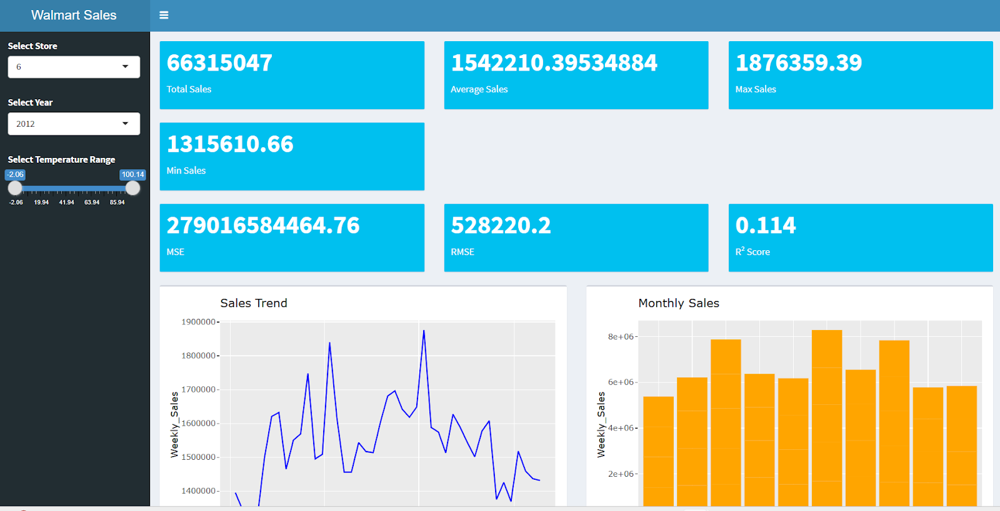 Walmart Sales
Select Store
6
Select Year
2012
Select Temperature Range
-2.06 100.14
-2.06 19.94 41.94 63.94 85.94
66315047
Total Sales
1542210.39534884
Average Sales
1876359.39
Max Sales
1315610.66
Min Sales
279016584464.76
MSE
528220.2
RMSE
0.114
R² Score
Sales Trend
Weekly_Sales
1900000
1800000
1700000
1600000
1500000
1400000
Monthly Sales
Weekly_Sales
8e+06
6e+06
4e+06
2e+06